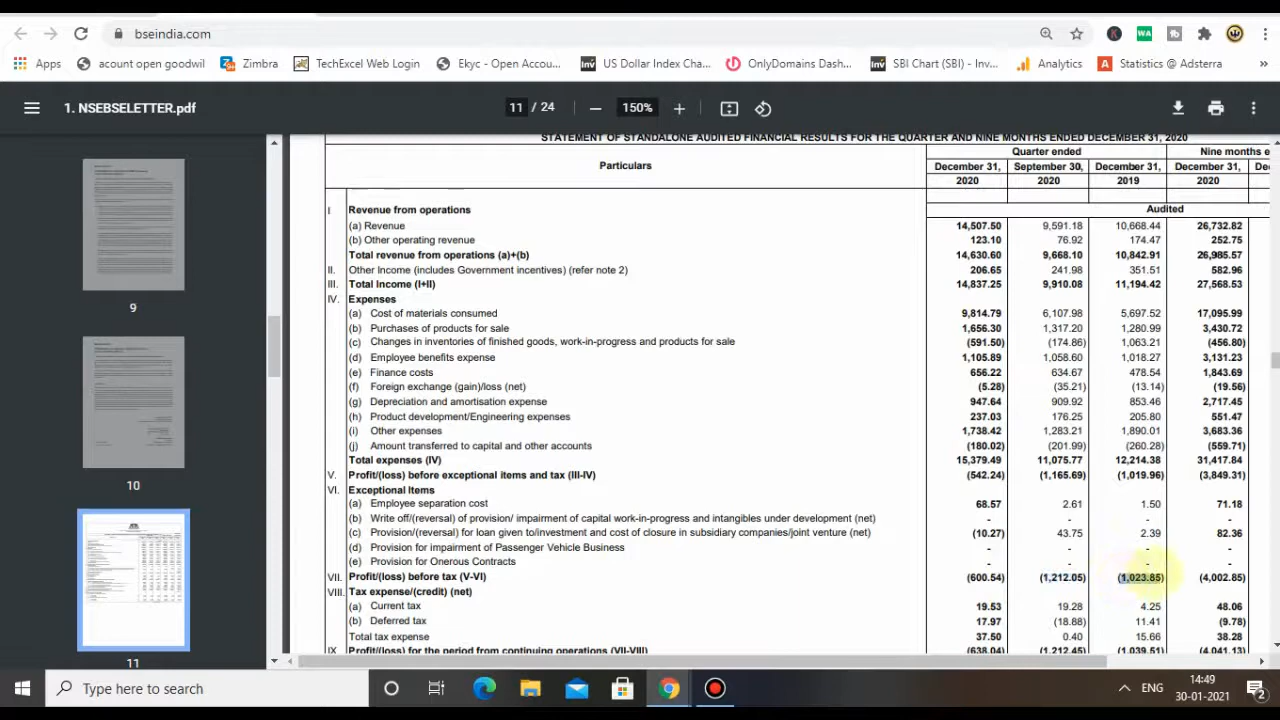 bseindia.com
Apps acount open goodwil Zimbra TechExcel Web Login Ekyc - Open Accou... US Dollar Index Cha... OnlyDomains Dash... SBI Chart (SBI) - Inv... Analytics Statistics @ Adsterra »
1. NSEBSELETTER.pdf 11 / 24 150%
9
10
11
STATEMENT OF STANDALONE AUDITED FINANCIAL RESULTS FOR THE QUARTER AND NINE MONTHS ENDED DECEMBER 31, 2020
Particulars Quarter ended Nine months e
December 31, September 30, December 31, December 31, De
2020 2020 2019 2020
Audited
I Revenue from operations
(a) Revenue 14,507.50 9,591.18 10,668.44 26,732.82
(b) Other operating revenue 123.10 76.92 174.47 252.75
Total revenue from operations (a)+(b) 14,630.60 9,668.10 10,842.91 26,985.57
II. Other Income (includes Government incentives) (refer note 2) 206.65 241.98 351.51 582.96
III. Total Income (I+II) 14,837.25 9,910.08 11,194.42 27,568.53
IV. Expenses
(a) Cost of materials consumed 9,814.79 6,107.98 5,697.52 17,095.99
(b) Purchases of products for sale 1,656.30 1,317.20 1,280.99 3,430.72
(c) Changes in inventories of finished goods, work-in-progress and products for sale (591.50) (174.86) 1,063.21 (456.80)
(d) Employee benefits expense 1,105.89 1,058.60 1,018.27 3,131.23
(e) Finance costs 656.22 634.67 478.54 1,843.69
(f) Foreign exchange (gain)/loss (net) (5.28) (35.21) (13.14) (19.56)
(g) Depreciation and amortisation expense 947.64 909.92 853.46 2,717.45
(h) Product development/Engineering expenses 237.03 176.25 205.80 551.47
(i) Other expenses 1,738.42 1,283.21 1,890.01 3,683.36
(j) Amount transferred to capital and other accounts (180.02) (201.99) (260.28) (559.71)
Total expenses (IV) 15,379.49 11,075.77 12,214.38 31,417.84
V. Profit/(loss) before exceptional items and tax (III-IV) (542.24) (1,165.69) (1,019.96) (3,849.31)
VI. Exceptional Items
(a) Employee separation cost 68.57 2.61 1.50 71.18
(b) Write off/(reversal) of provision/ impairment of capital work-in-progress and intangibles under development (net) - - - -
(c) Provision/(reversal) for loan given to/investment and cost of closure in subsidiary companies/joint venture (net) (10.27) 43.75 2.39 82.36
(d) Provision for impairment of Passenger Vehicle Business - - - -
(e) Provision for Onerous Contracts - - - -
VII. Profit/(loss) before tax (V-VI) (600.54) (1,212.05) (1,023.85) (4,002.85)
VIII. Tax expense/(credit) (net)
(a) Current tax 19.53 19.28 4.25 48.06
(b) Deferred tax 17.97 (18.88) 11.41 (9.78)
Total tax expense 37.50 0.40 15.66 38.28
IX Profit/(loss) for the period from continuing operations (VII-VIII) (638.04) (1,212.45) (1,039.51) (4,041.13)
Type here to search ENG 14:49
30-01-2021 2